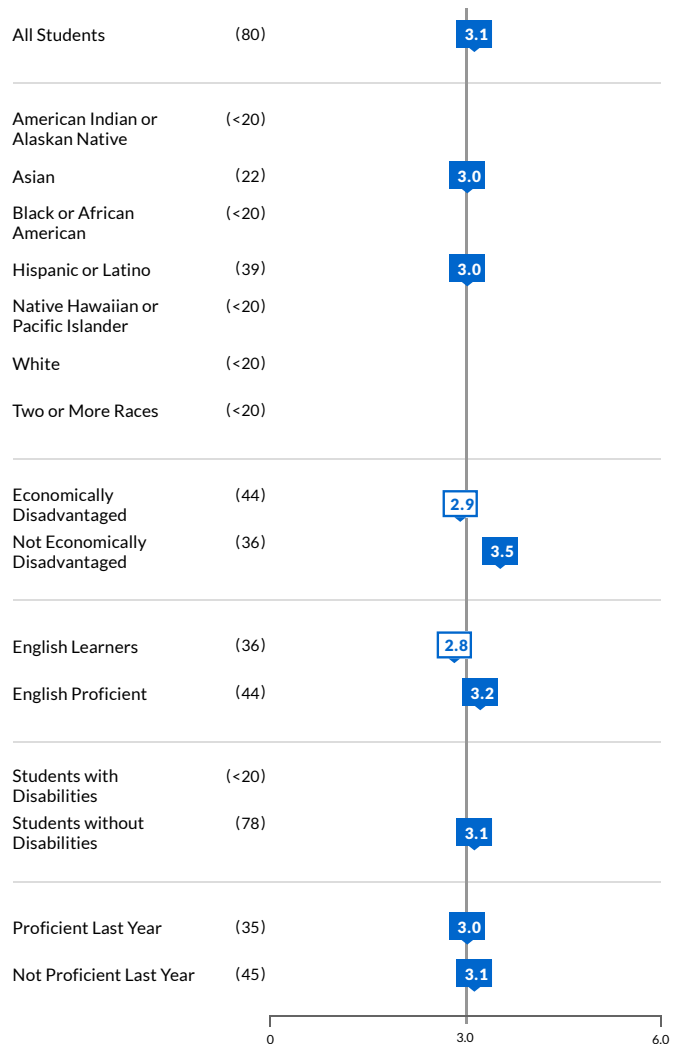 All Students (80) 3.1
American Indian or (<20)
Alaskan Native
Asian (22) 3.0
Black or African (<20)
American
Hispanic or Latino (39) 3.0
Native Hawaiian or (<20)
Pacific Islander
White (<20)
Two or More Races (<20)
Economically (44) 2.9
Disadvantaged
Not Economically (36) 3.5
Disadvantaged
English Learners (36) 2.8
English Proficient (44) 3.2
Students with (<20)
Disabilities
Students without (78) 3.1
Disabilities
Proficient Last Year (35) 3.0
Not Proficient Last Year (45) 3.1
0 3.0 6.0